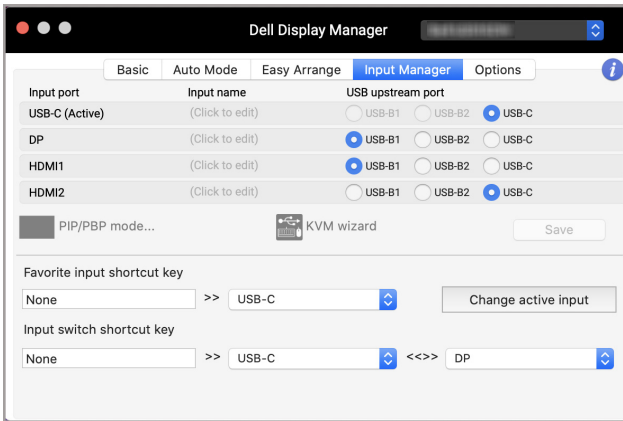 Dell Display Manager
Basic Auto Mode Easy Arrange Input Manager Options i
Input port Input name USB upstream port
USB-C (Active) (Click to edit) USB-B1 USB-B2 USB-C
DP (Click to edit) USB-B1 USB-B2 USB-C
HDMI1 (Click to edit) USB-B1 USB-B2 USB-C
HDMI2 (Click to edit) USB-B1 USB-B2 USB-C
PIP/PBP mode... KVM wizard Save
Favorite input shortcut key
None >> USB-C Change active input
Input switch shortcut key
None >> USB-C <<>> DP